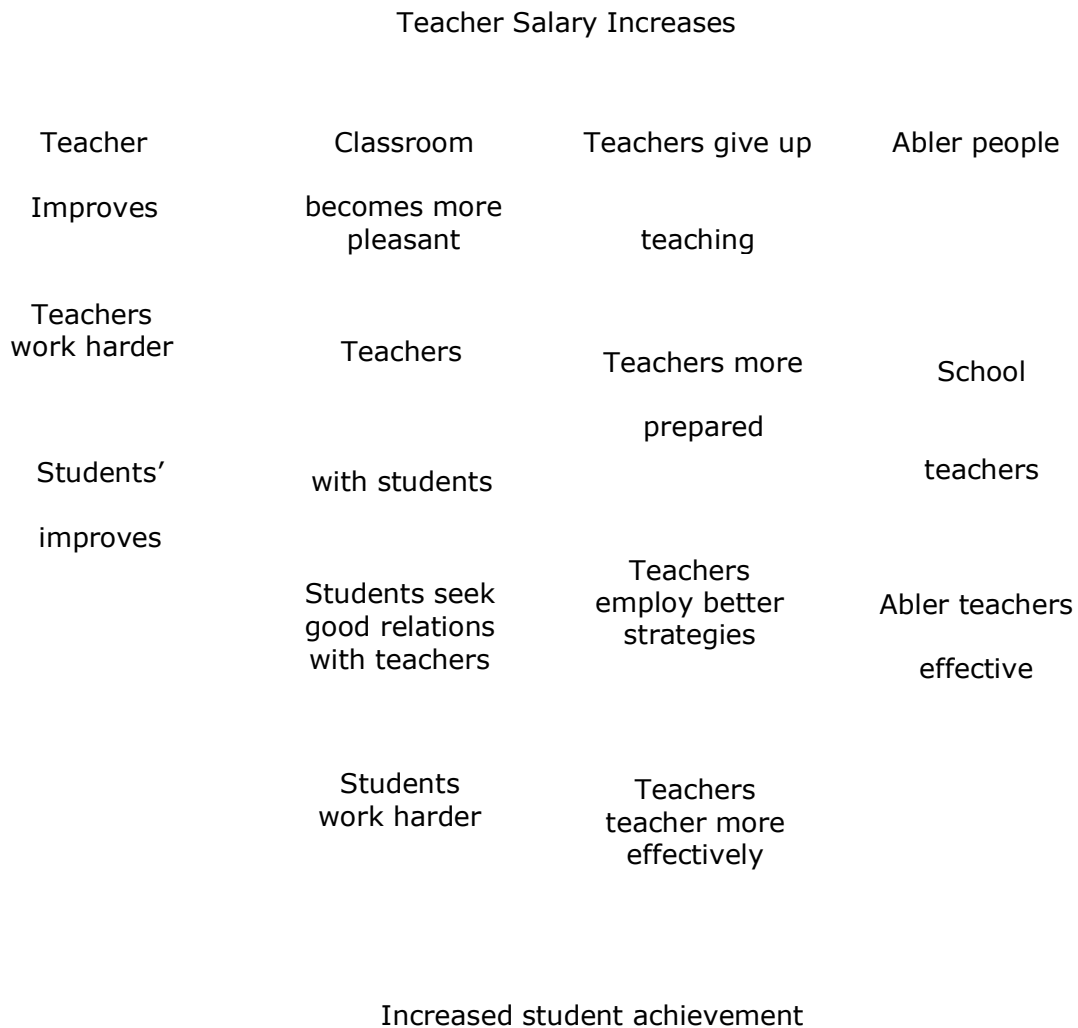 Teacher Salary Increases
Teacher
Improves
Teachers
work harder
Students’
improves
Classroom
becomes more
pleasant
Teachers
with students
Students seek
good relations
with teachers
Students
work harder
Teachers give up
teaching
Teachers more
prepared
Teachers
employ better
strategies
Teachers
teacher more
effectively
Abler people
School
teachers
Abler teachers
effective
Increased student achievement